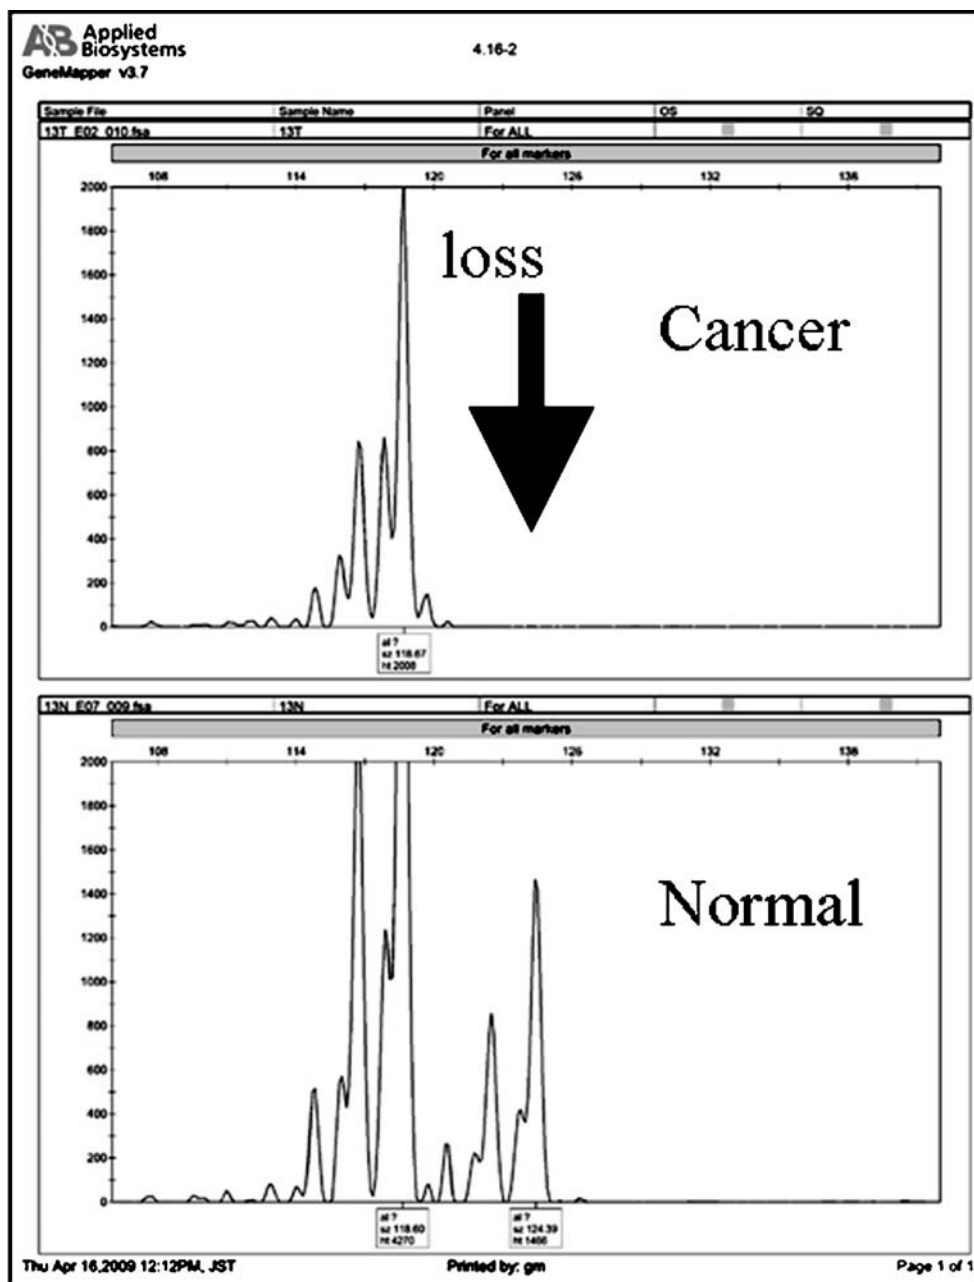 AB Applied
Biosystems
GeneMapper v3.7
4.16-2
Sample File Sample Name Panel OS SQ
13T_E02_010.fsa 13T For ALL
For all markers
108 114 120 126 132 138
2000
1800
1600
1400
1200
1000
800
600
400
200
0
loss
Cancer
al ?
sz 118.67
ht 2008
13N_E07_009.fsa 13N For ALL
For all markers
108 114 120 126 132 138
2000
1800
1600
1400
1200
1000
800
600
400
200
0
Normal
al ?
sz 118.60
ht 4270
al ?
sz 124.39
ht 1466
Thu Apr 16,2009 12:12PM, JST Printed by: gm Page 1 of 1